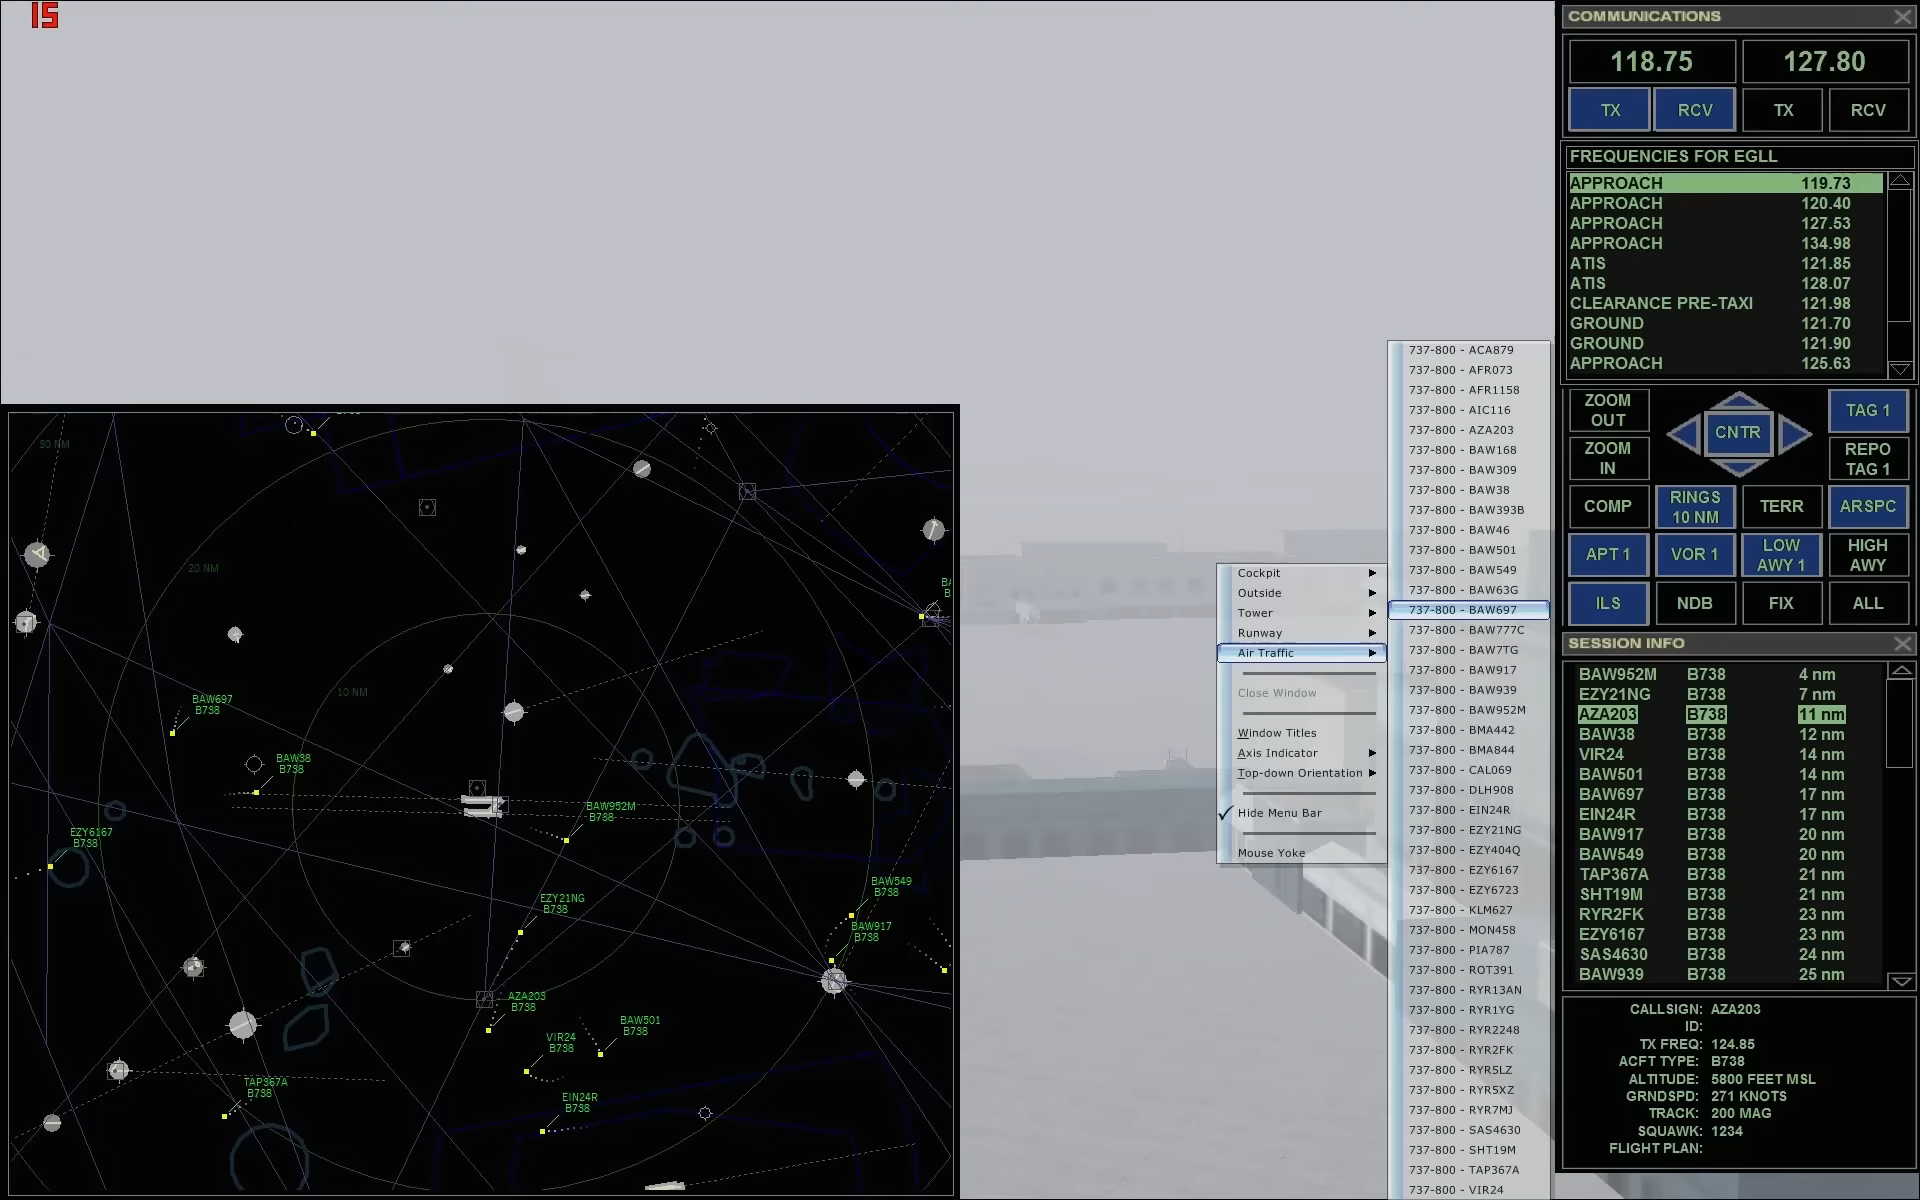 15
30 NM
20 NM
10 NM
BAW697
B738
BAW38
B738
EZY6167
B738
BAW952M
B738
EZY21NG
B738
BAW549
B738
BAW917
B738
AZA203
B738
VIR24
B738
BAW501
B738
EIN24R
B738
TAP367A
B738
Cockpit
Outside
Tower
Runway
Air Traffic
Close Window
Window Titles
Axis Indicator
Top-down Orientation
Hide Menu Bar
Mouse Yoke
737-800 - ACA879
737-800 - AFR073
737-800 - AFR1158
737-800 - AIC116
737-800 - AZA203
737-800 - BAW168
737-800 - BAW309
737-800 - BAW38
737-800 - BAW393B
737-800 - BAW46
737-800 - BAW501
737-800 - BAW549
737-800 - BAW63G
737-800 - BAW697
737-800 - BAW777C
737-800 - BAW7TG
737-800 - BAW917
737-800 - BAW939
737-800 - BAW952M
737-800 - BMA442
737-800 - BMA844
737-800 - CAL069
737-800 - DLH908
737-800 - EIN24R
737-800 - EZY21NG
737-800 - EZY404Q
737-800 - EZY6167
737-800 - EZY6723
737-800 - KLM627
737-800 - MON458
737-800 - PIA787
737-800 - ROT391
737-800 - RYR13AN
737-800 - RYR1YG
737-800 - RYR2248
737-800 - RYR2FK
737-800 - RYR5LZ
737-800 - RYR5XZ
737-800 - RYR7MJ
737-800 - SAS4630
737-800 - SHT19M
737-800 - TAP367A
737-800 - VIR24
COMMUNICATIONS
118.75 127.80
TX RCV TX RCV
FREQUENCIES FOR EGLL
APPROACH 119.73
APPROACH 120.40
APPROACH 127.53
APPROACH 134.98
ATIS 121.85
ATIS 128.07
CLEARANCE PRE-TAXI 121.98
GROUND 121.70
GROUND 121.90
APPROACH 125.63
ZOOM OUT
CNTR
TAG 1
ZOOM IN
REPO TAG 1
COMP
RINGS 10 NM
TERR
ARSPC
APT 1
VOR 1
LOW AWY 1
HIGH AWY
ILS
NDB
FIX
ALL
SESSION INFO
BAW952M B738 4 nm
EZY21NG B738 7 nm
AZA203 B738 11 nm
BAW38 B738 12 nm
VIR24 B738 14 nm
BAW501 B738 14 nm
BAW697 B738 17 nm
EIN24R B738 17 nm
BAW917 B738 20 nm
BAW549 B738 20 nm
TAP367A B738 21 nm
SHT19M B738 21 nm
RYR2FK B738 23 nm
EZY6167 B738 23 nm
SAS4630 B738 24 nm
BAW939 B738 25 nm
CALLSIGN: AZA203
ID:
TX FREQ: 124.85
ACFT TYPE: B738
ALTITUDE: 5800 FEET MSL
GRNDSPD: 271 KNOTS
TRACK: 200 MAG
SQUAWK: 1234
FLIGHT PLAN: